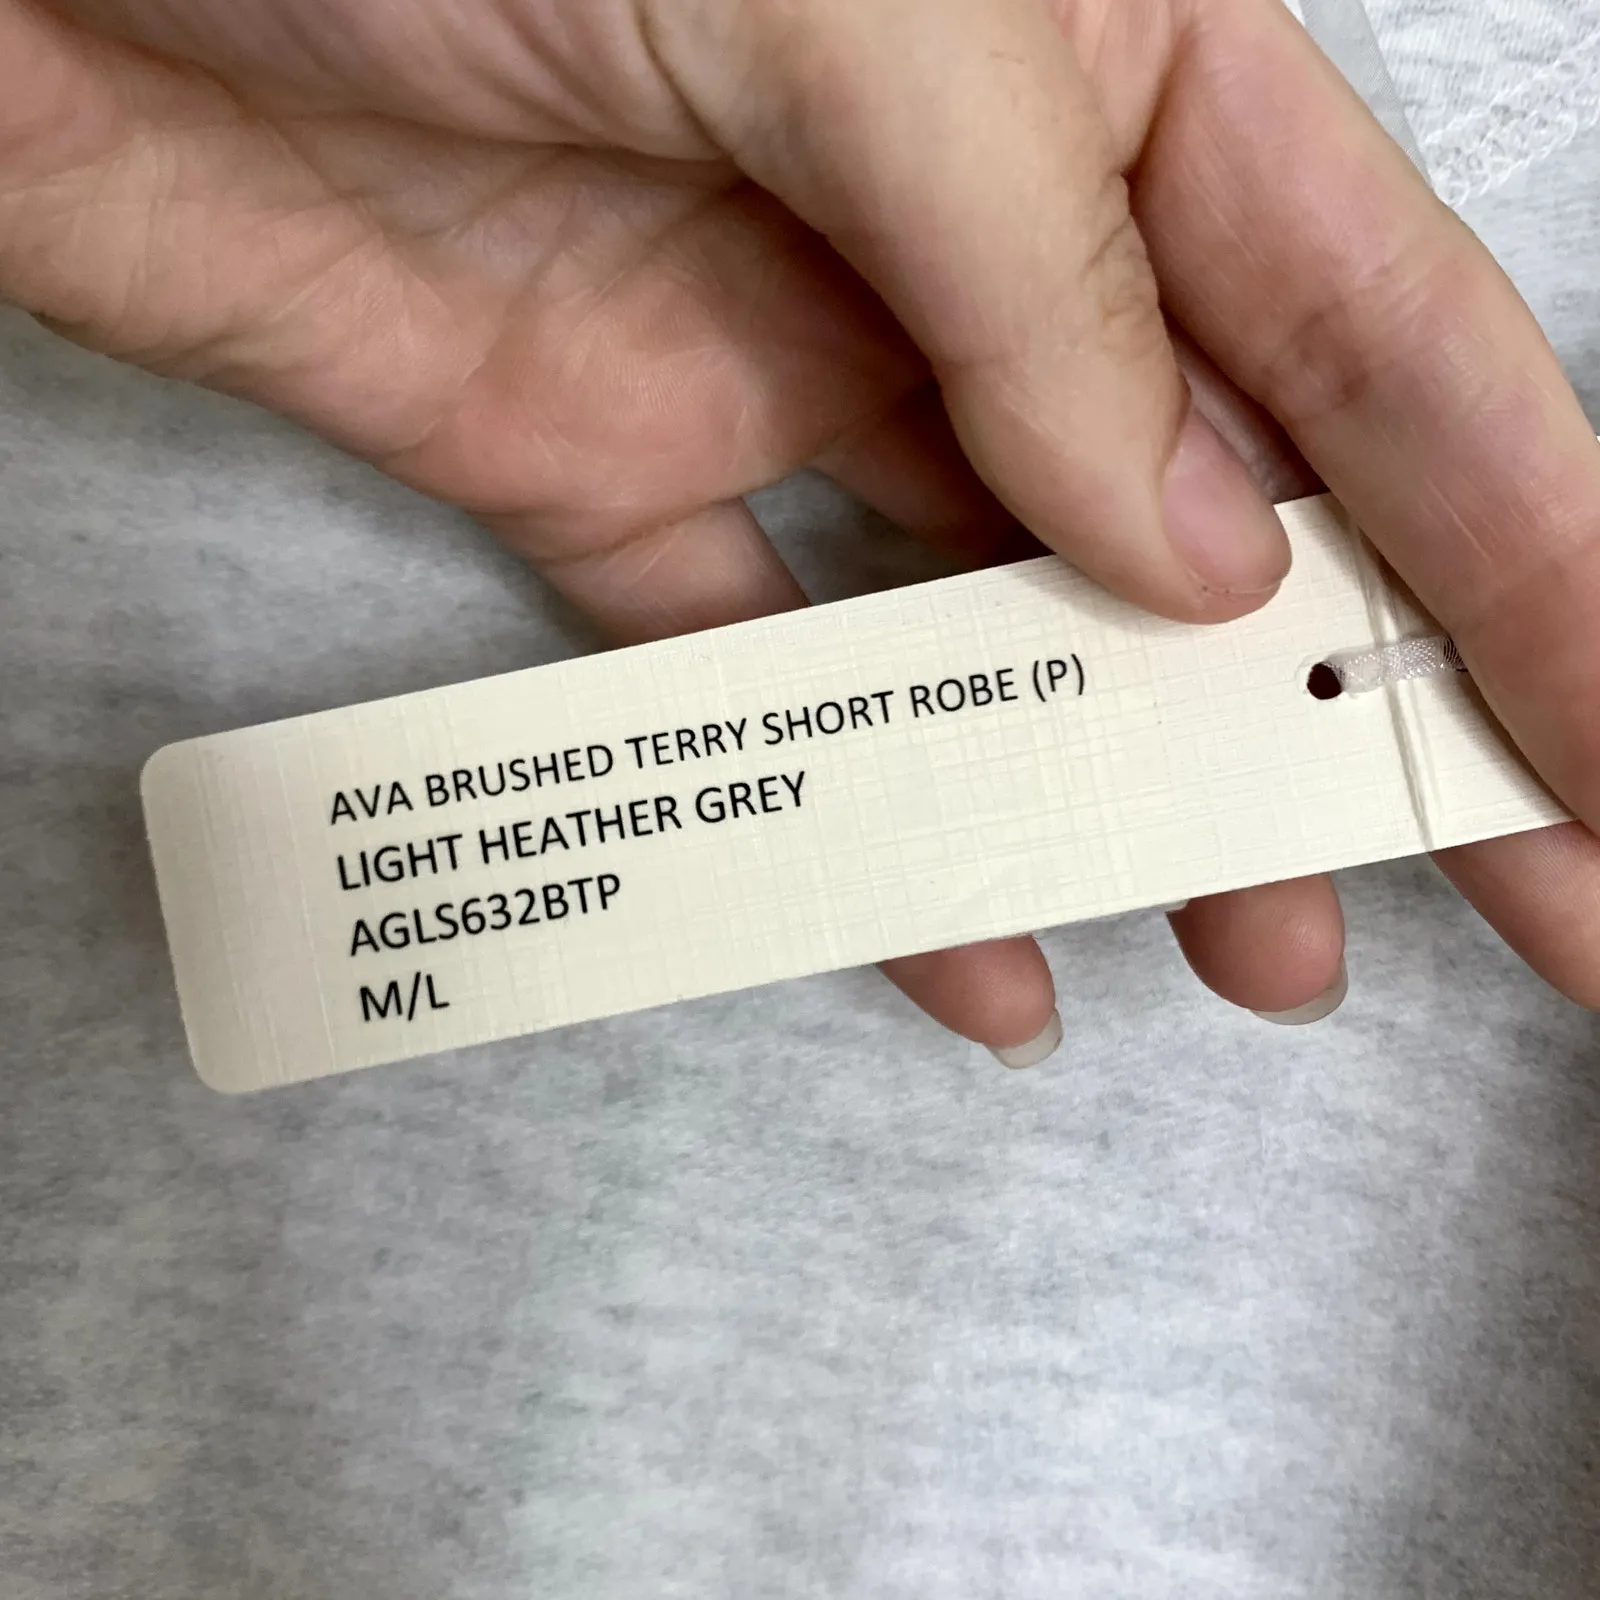 AVA BRUSHED TERRY SHORT ROBE (P)
LIGHT HEATHER GREY
AGLS632BTP
M/L